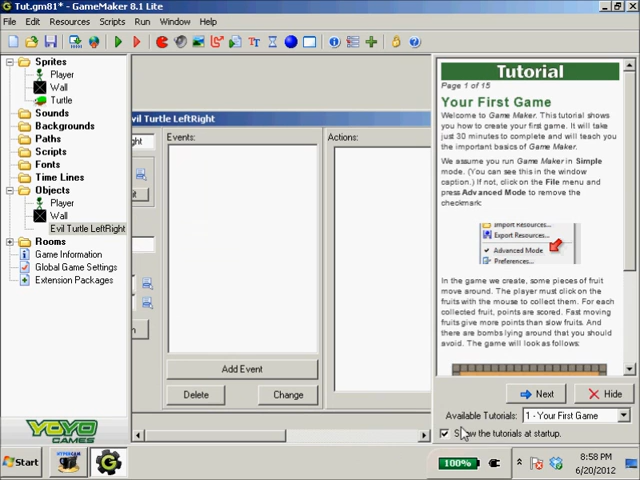 Tut.gm81* - GameMaker 8.1 Lite
File Edit Resources Scripts Run Window Help
Sprites
Player
Wall
Turtle
Sounds
Backgrounds
Paths
Scripts
Fonts
Time Lines
Objects
Player
Wall
Evil Turtle LeftRight
Rooms
Game Information
Global Game Settings
Extension Packages
YOYO
GAMES
Evil Turtle LeftRight
Events:
Actions:
Add Event
Delete
Change
Tutorial
Page 1 of 15
Your First Game
Welcome to Game Maker. This tutorial shows
you how to create your first game. It will take
just 30 minutes to complete and will teach you
the important basics of Game Maker.
We assume you run Game Maker in Simple
mode. (You can see this in the window
caption.) If not, click on the File menu and
press Advanced Mode to remove the
checkmark:
Import Resources...
Export Resources...
Advanced Mode
Preferences...
In the game we create, some pieces of fruit
move around. The player must click on the
fruits with the mouse to collect them. For each
collected fruit, points are scored. Fast moving
fruits give more points than slow fruits. And
there are bombs lying around that you should
avoid. The game will look as follows:
Next
Hide
Available Tutorials: 1 - Your First Game
Show the tutorials at startup.
Start
HYPERCAM
100%
8:58 PM
6/20/2012